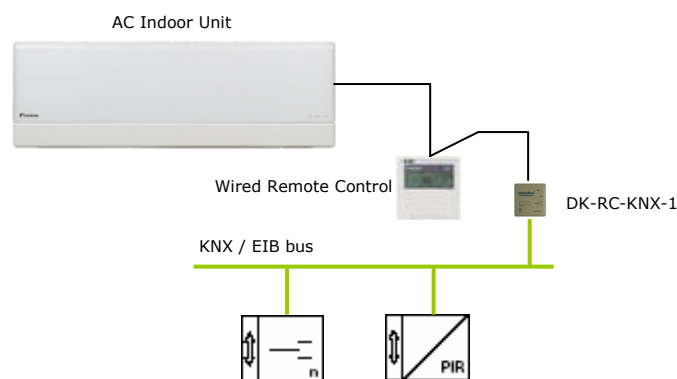 AC Indoor Unit
Wired Remote Control
DK-RC-KNX-1
KNX / EIB bus
n
PIR